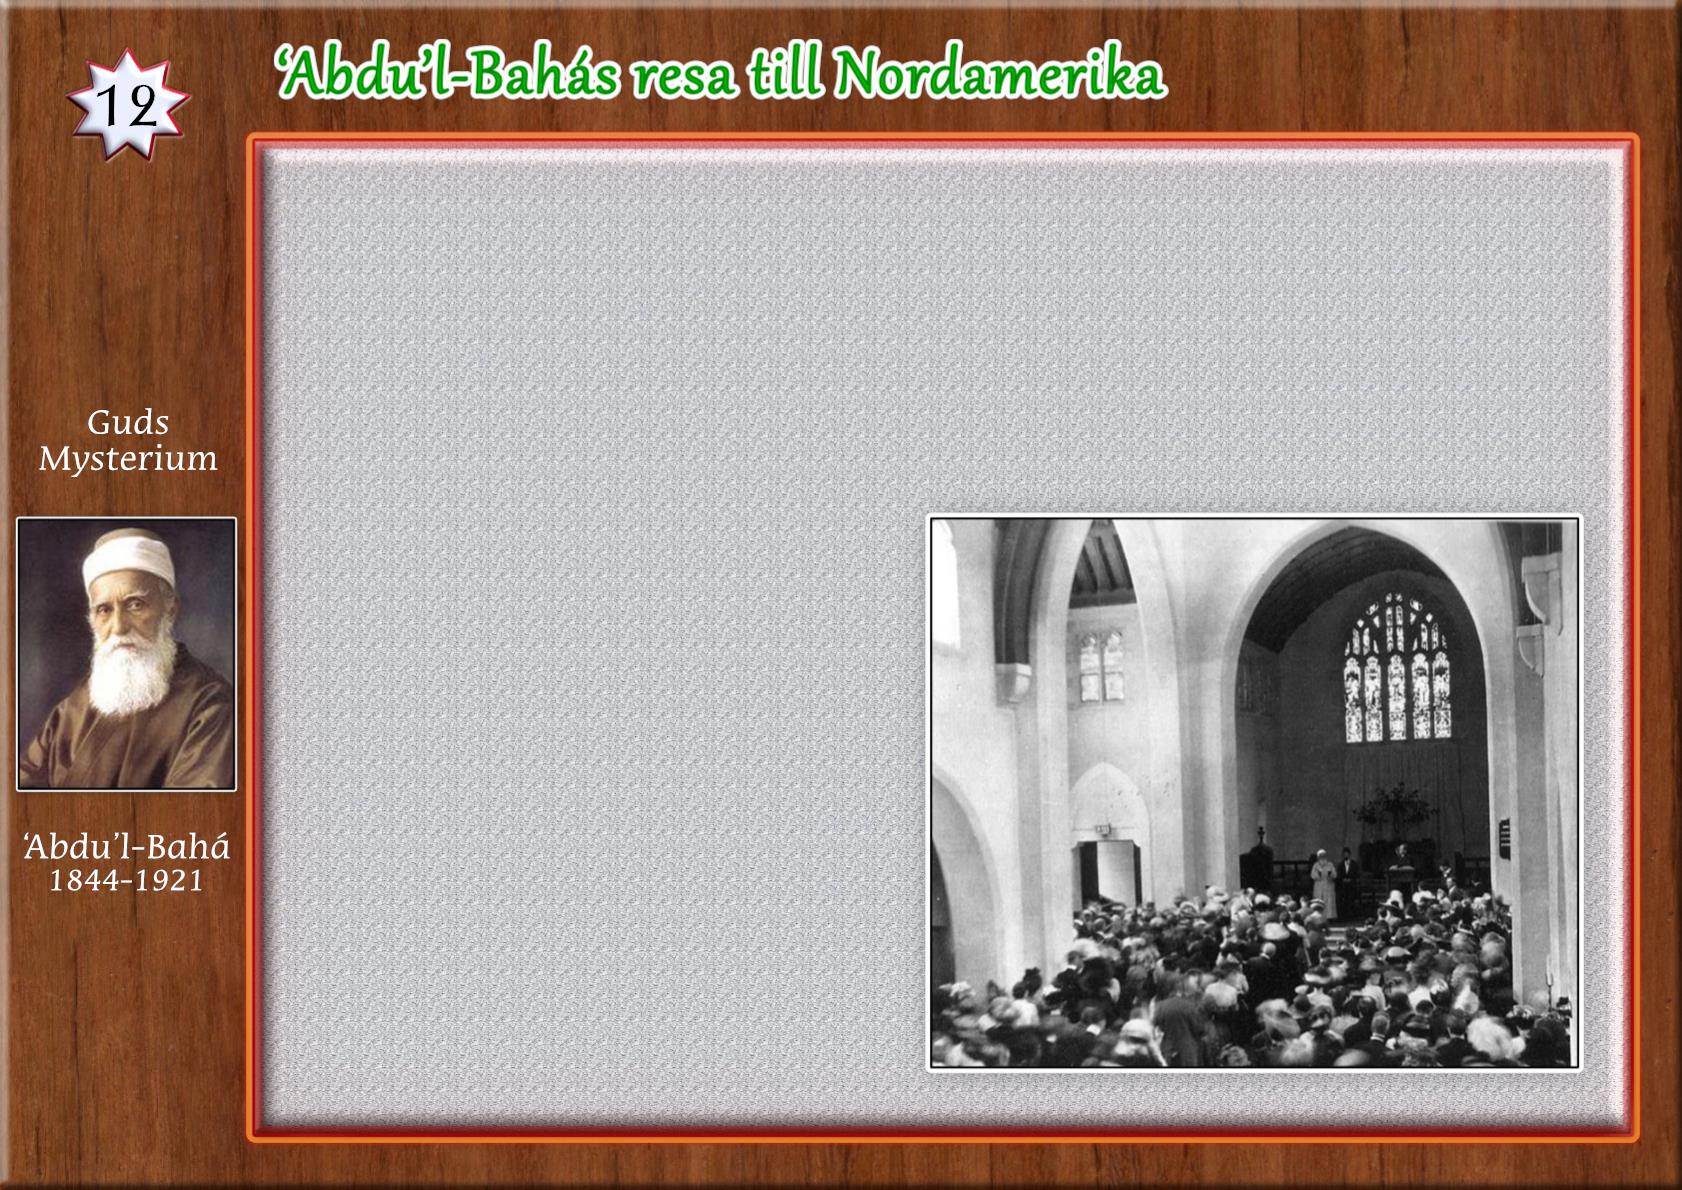 12
‘Abdu’l-Bahás resa till Nordamerika
Guds
Mysterium
‘Abdu’l-Bahá
1844-1921